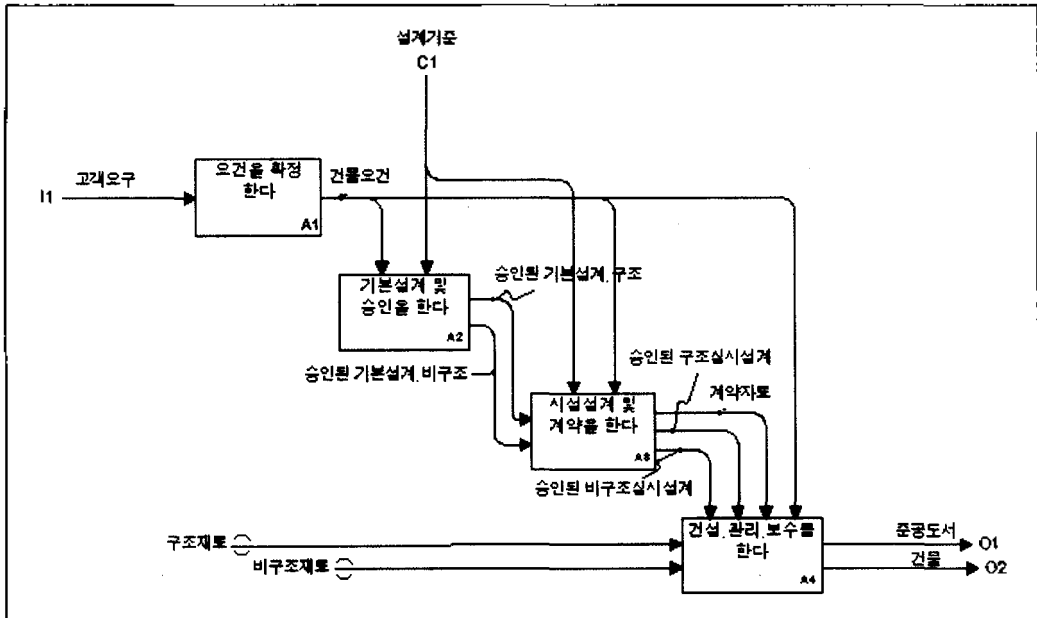 설계기준
C1
I1
고객요구
요건을 확정
한다
A1
건물요건
기본설계 및
승인을 한다
A2
승인된 기본설계.구조
승인된 기본설계.비구조
시설설계 및
계약을 한다
A3
승인된 구조실시설계
계약자료
승인된 비구조실시설계
건설.관리.보수를
한다
A4
구조재료
비구조재료
준공도서
O1
건물
O2